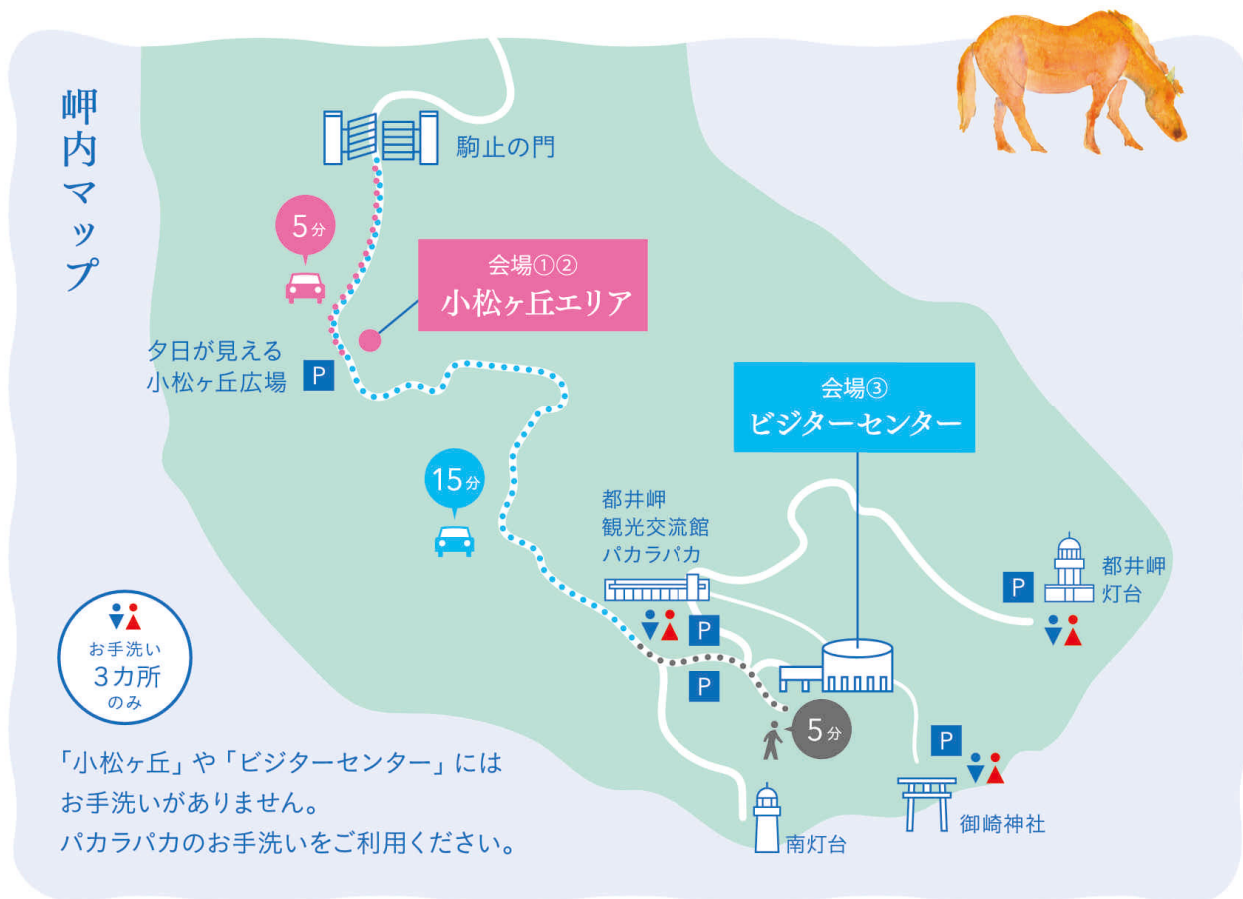 岬内マップ
駒止の門
5分
会場①②
小松ヶ丘エリア
夕日が見える
小松ヶ丘広場
P
会場③
ビジターセンター
15分
都井岬
観光交流館
パカラパカ
P
都井岬
灯台
P
P
5分
P
御崎神社
南灯台
お手洗い
3カ所
のみ
「小松ヶ丘」や「ビジターセンター」には
お手洗いがありません。
パカラパカのお手洗いをご利用ください。